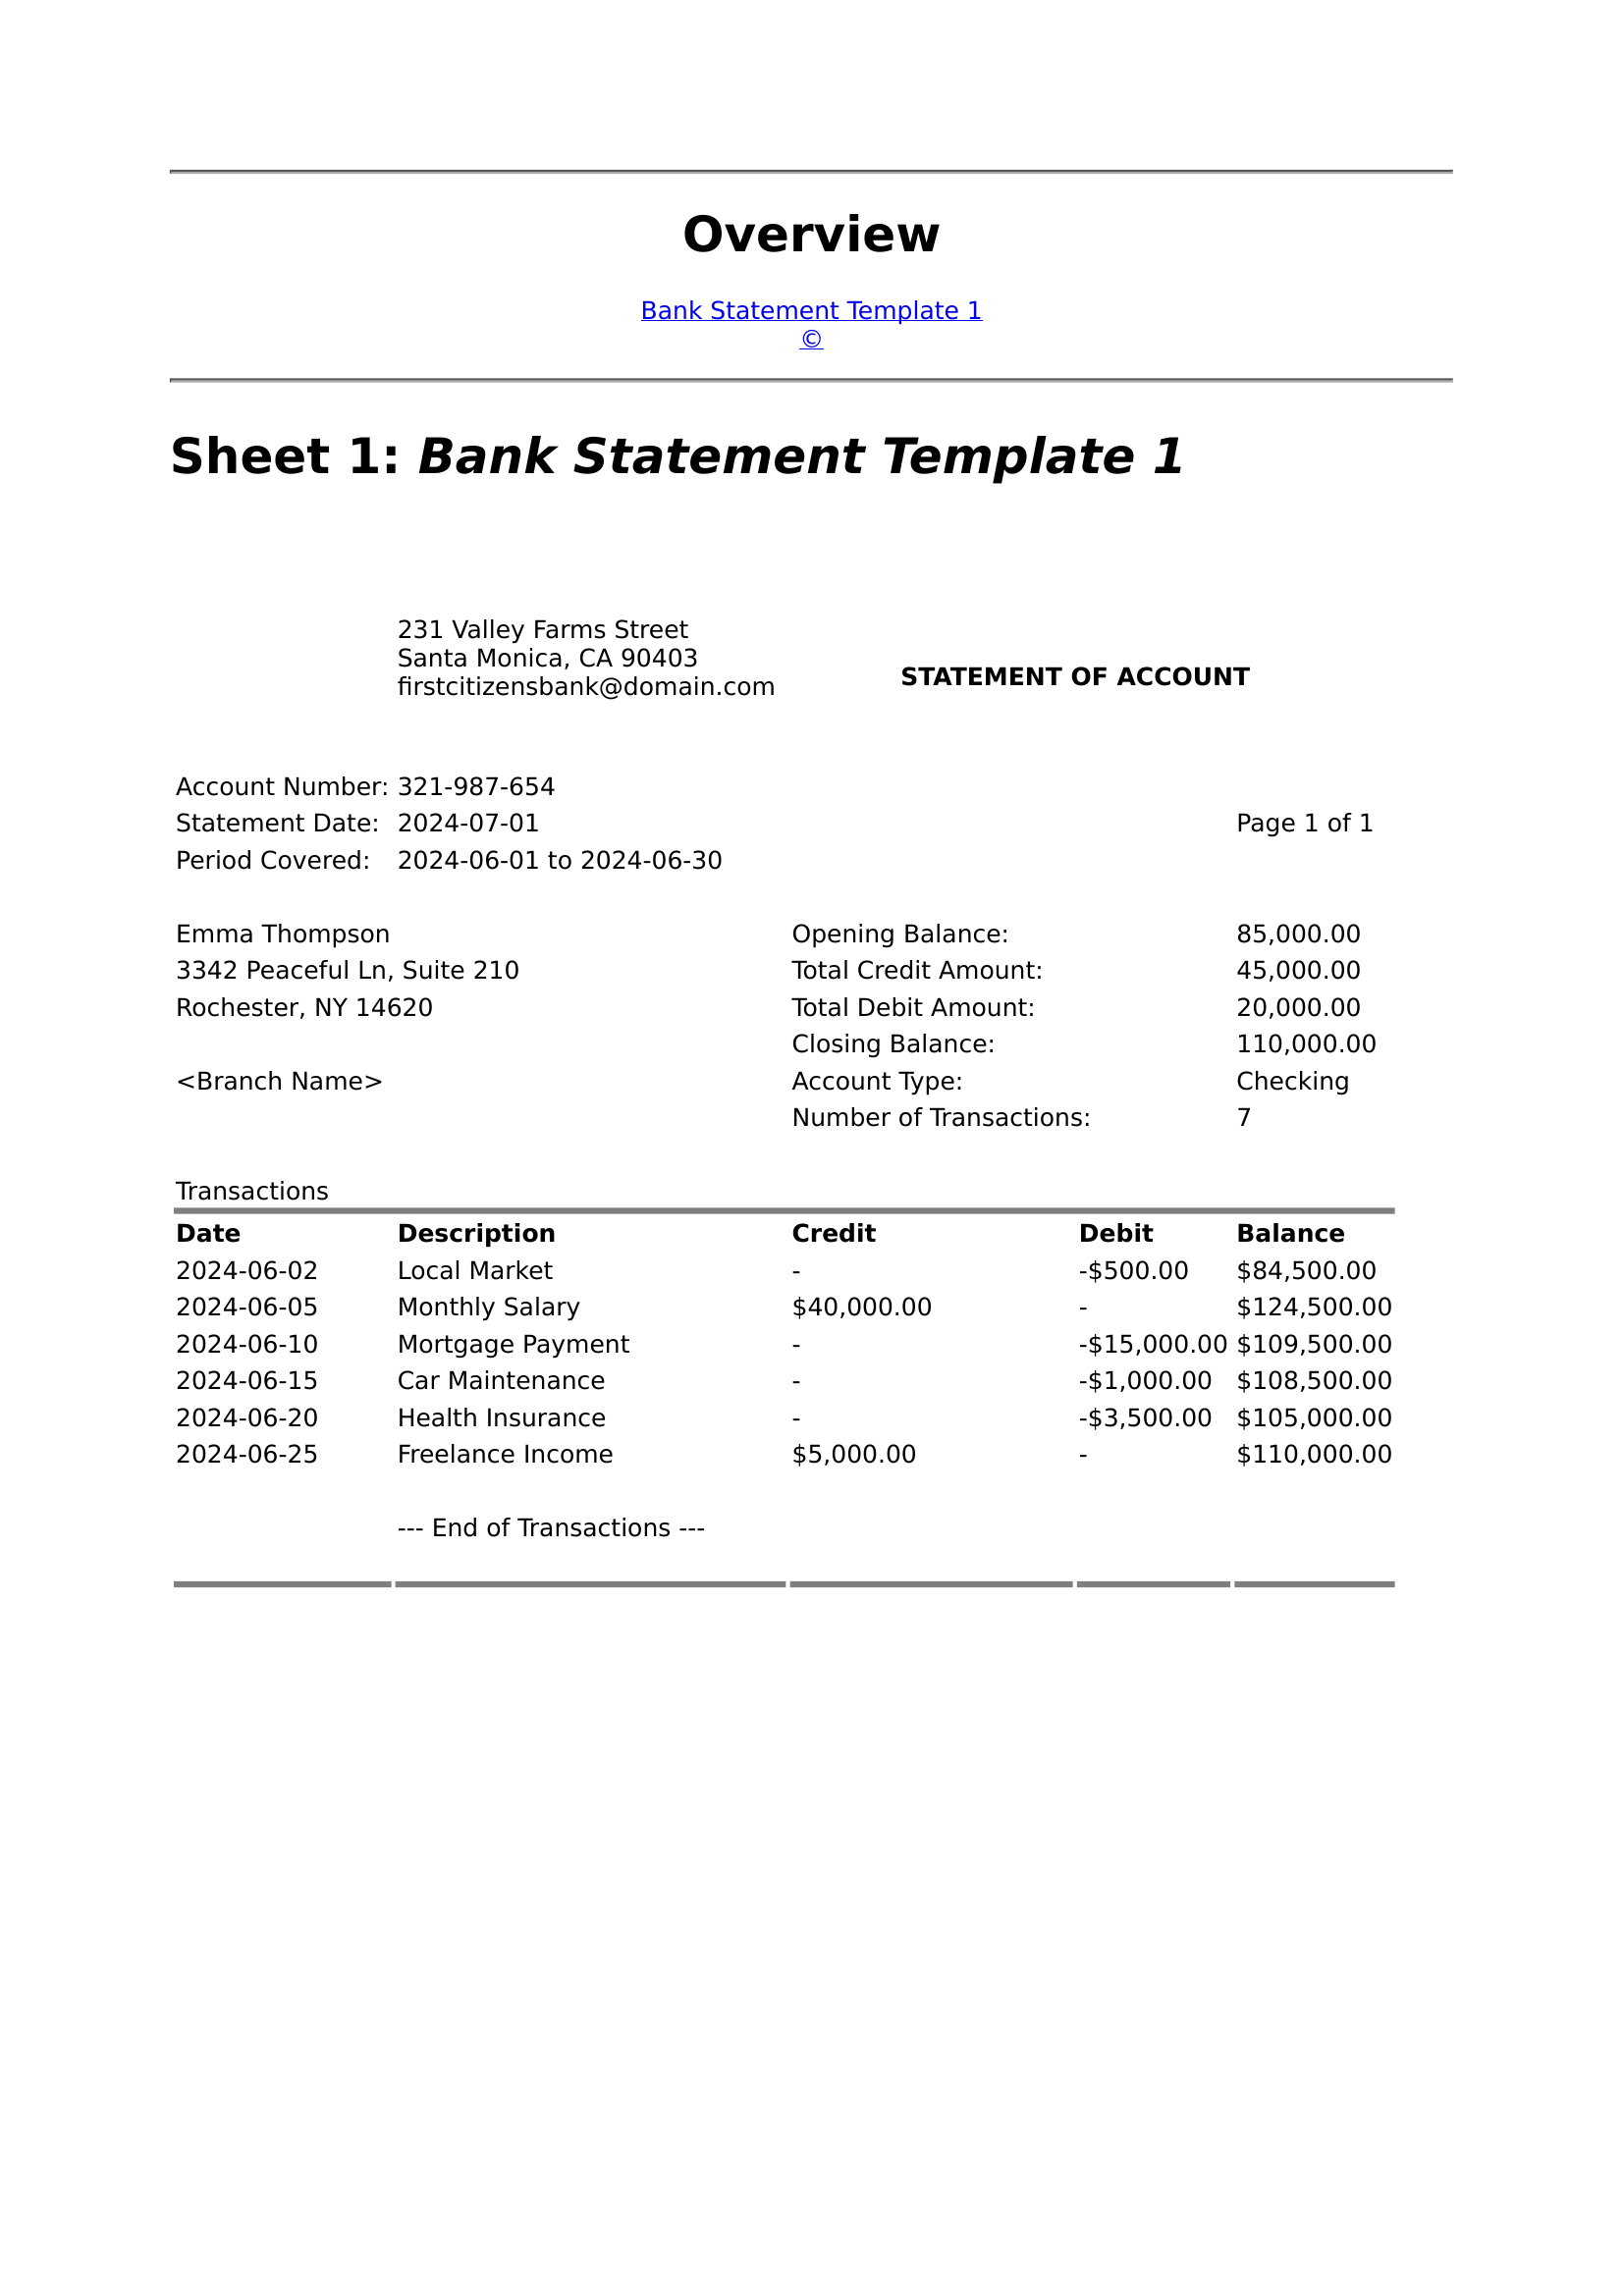 Overview
Bank Statement Template 1
©
Sheet 1: Bank Statement Template 1
231 Valley Farms Street
Santa Monica, CA 90403
firstcitizensbank@domain.com
STATEMENT OF ACCOUNT
Account Number: 321-987-654
Statement Date: 2024-07-01 Page 1 of 1
Period Covered: 2024-06-01 to 2024-06-30
Emma Thompson Opening Balance: 85,000.00
3342 Peaceful Ln, Suite 210 Total Credit Amount: 45,000.00
Rochester, NY 14620 Total Debit Amount: 20,000.00
Closing Balance: 110,000.00
<Branch Name> Account Type: Checking
Number of Transactions: 7
Transactions
Date Description Credit Debit Balance
2024-06-02 Local Market - -$500.00 $84,500.00
2024-06-05 Monthly Salary $40,000.00 - $124,500.00
2024-06-10 Mortgage Payment - -$15,000.00 $109,500.00
2024-06-15 Car Maintenance - -$1,000.00 $108,500.00
2024-06-20 Health Insurance - -$3,500.00 $105,000.00
2024-06-25 Freelance Income $5,000.00 - $110,000.00
--- End of Transactions ---